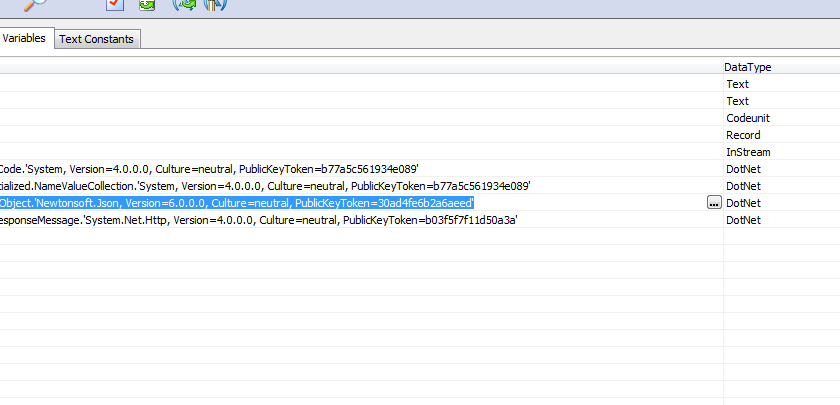 Variables Text Constants
DataType
Text
Text
Codeunit
Record
InStream
Code.'System, Version=4.0.0.0, Culture=neutral, PublicKeyToken=b77a5c561934e089' DotNet
ialized.NameValueCollection.'System, Version=4.0.0.0, Culture=neutral, PublicKeyToken=b77a5c561934e089' DotNet
Object.'Newtonsoft.Json, Version=6.0.0.0, Culture=neutral, PublicKeyToken=30ad4fe6b2a6aeed' ... DotNet
esponseMessage.'System.Net.Http, Version=4.0.0.0, Culture=neutral, PublicKeyToken=b03f5f7f11d50a3a' DotNet